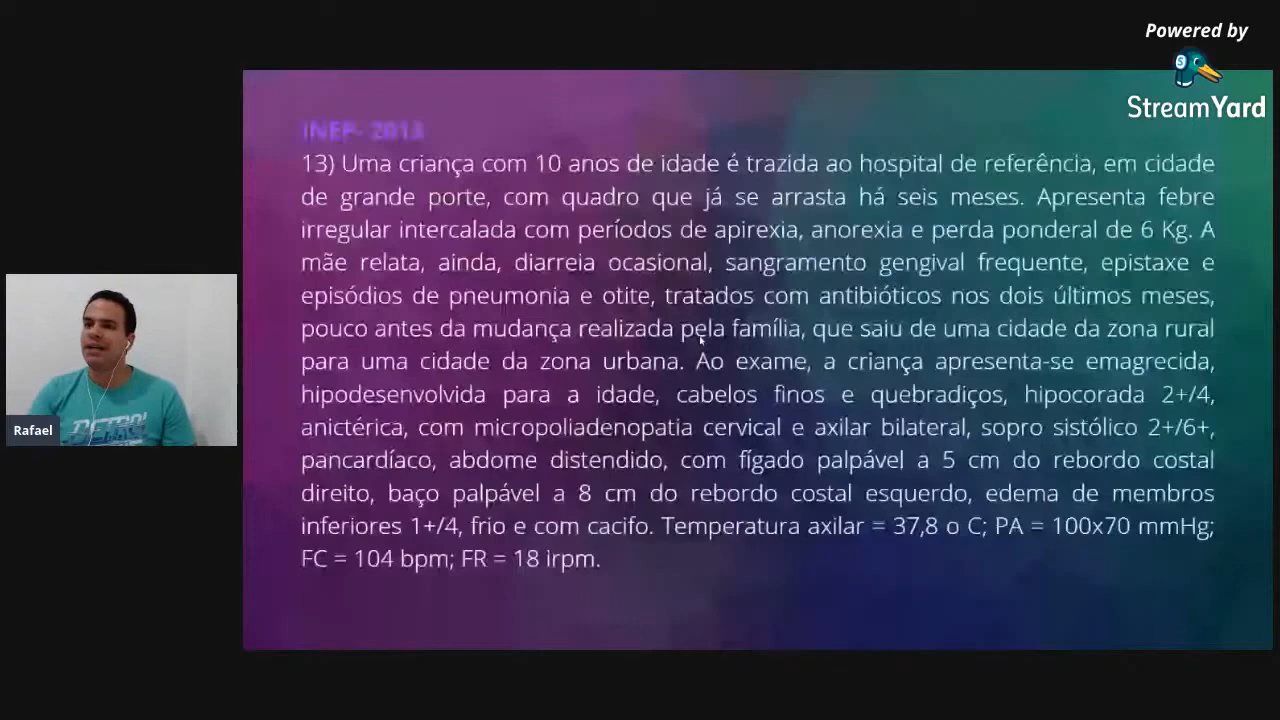 Powered by
StreamYard
INEP- 2013
13) Uma criança com 10 anos de idade é trazida ao hospital de referência, em cidade
de grande porte, com quadro que já se arrasta há seis meses. Apresenta febre
irregular intercalada com períodos de apirexia, anorexia e perda ponderal de 6 Kg. A
mãe relata, ainda, diarreia ocasional, sangramento gengival frequente, epistaxe e
episódios de pneumonia e otite, tratados com antibióticos nos dois últimos meses,
pouco antes da mudança realizada pela família, que saiu de uma cidade da zona rural
para uma cidade da zona urbana. Ao exame, a criança apresenta-se emagrecida,
hipodesenvolvida para a idade, cabelos finos e quebradiços, hipocorada 2+/4,
anictérica, com micropoliadenopatia cervical e axilar bilateral, sopro sistólico 2+/6+,
pancardíaco, abdome distendido, com fígado palpável a 5 cm do rebordo costal
direito, baço palpável a 8 cm do rebordo costal esquerdo, edema de membros
inferiores 1+/4, frio e com cacifo. Temperatura axilar = 37,8 o C; PA = 100x70 mmHg;
FC = 104 bpm; FR = 18 irpm.
Rafael